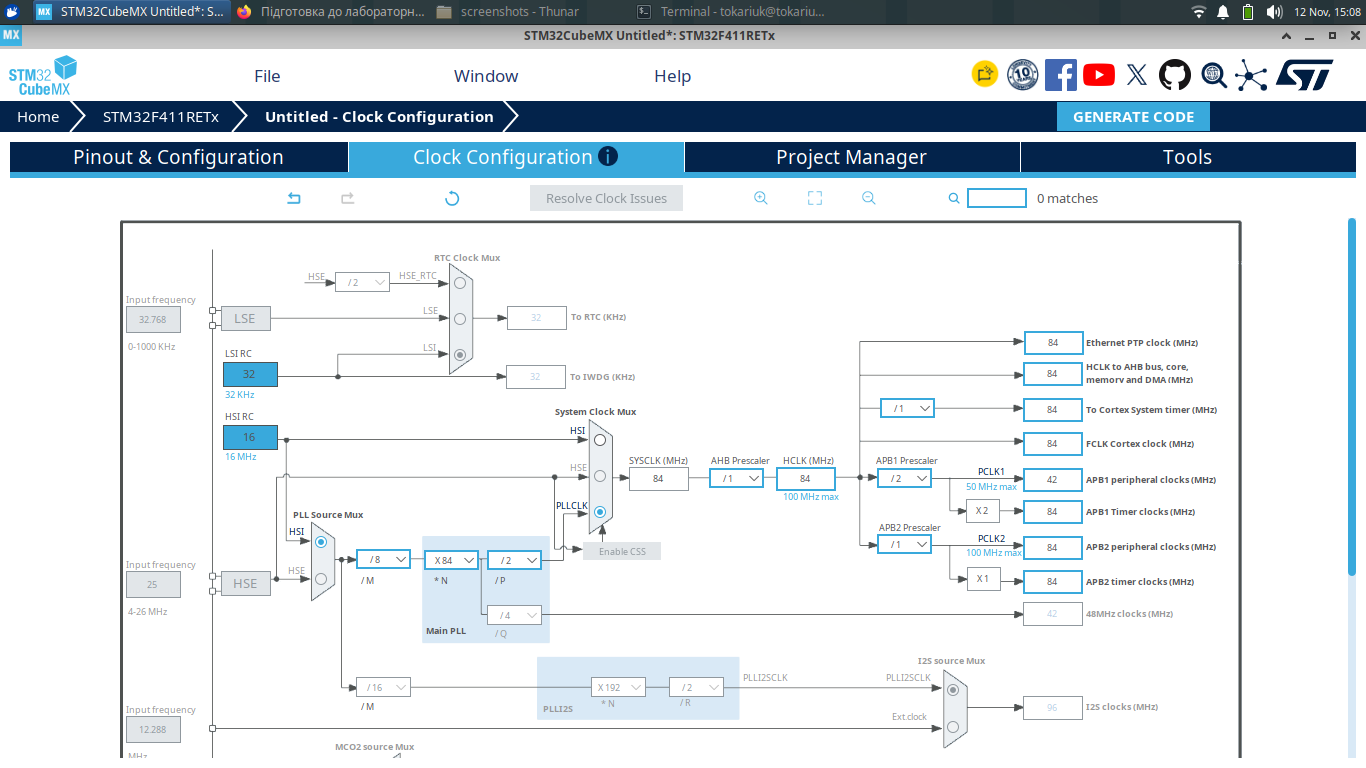 STM32CubeMX Untitled*: S...
Підготовка до лабораторн...
screenshots - Thunar
Terminal - tokariuk@tokariu...
12 Nov, 15:08
MX
STM32CubeMX Untitled*: STM32F411RETx
STM32
CubeMX
File
Window
Help
10
Home
STM32F411RETx
Untitled - Clock Configuration
GENERATE CODE
Pinout & Configuration
Clock Configuration
Project Manager
Tools
Resolve Clock Issues
0 matches
RTC Clock Mux
HSE
/ 2
HSE_RTC
Input frequency
32.768
0-1000 KHz
LSE
LSE
32
To RTC (KHz)
LSI RC
LSI
32
32 KHz
32
To IWDG (KHz)
HSI RC
16
16 MHz
System Clock Mux
HSI
HSE
PLLCLK
SYSCLK (MHz)
84
AHB Prescaler
/ 1
HCLK (MHz)
84
100 MHz max
84
Ethernet PTP clock (MHz)
84
HCLK to AHB bus, core,
memory and DMA (MHz)
/ 1
84
To Cortex System timer (MHz)
84
FCLK Cortex clock (MHz)
APB1 Prescaler
/ 2
PCLK1
50 MHz max
42
APB1 peripheral clocks (MHz)
X 2
84
APB1 Timer clocks (MHz)
APB2 Prescaler
/ 1
PCLK2
100 MHz max
84
APB2 peripheral clocks (MHz)
X 1
84
APB2 timer clocks (MHz)
PLL Source Mux
HSI
HSE
Enable CSS
Input frequency
25
4-26 MHz
HSE
/ 8
/ M
X 84
* N
/ 2
/ P
/ 4
/ Q
Main PLL
42
48MHz clocks (MHz)
/ 16
/ M
X 192
* N
/ 2
/ R
PLLI2S
PLLI2SCLK
I2S source Mux
PLLI2SCLK
Ext.clock
96
I2S clocks (MHz)
Input frequency
12.288
MHz
MCO2 source Mux